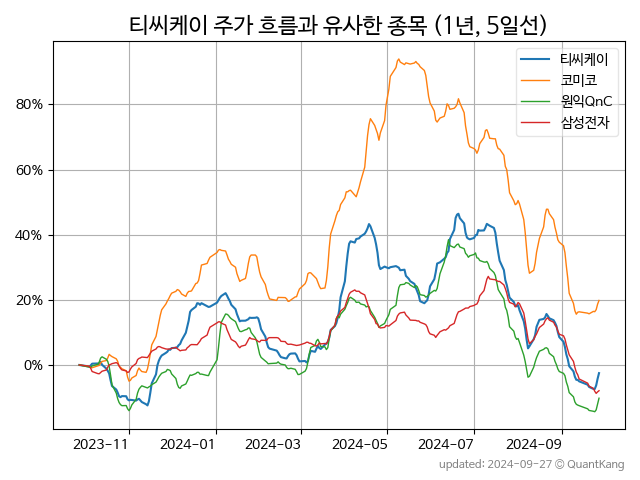 티씨케이 주가 흐름과 유사한 종목 (1년, 5일선)
티씨케이
코미코
원익QnC
삼성전자
80%
60%
40%
20%
0%
2023-11 2024-01 2024-03 2024-05 2024-07 2024-09
updated: 2024-09-27 © QuantKang